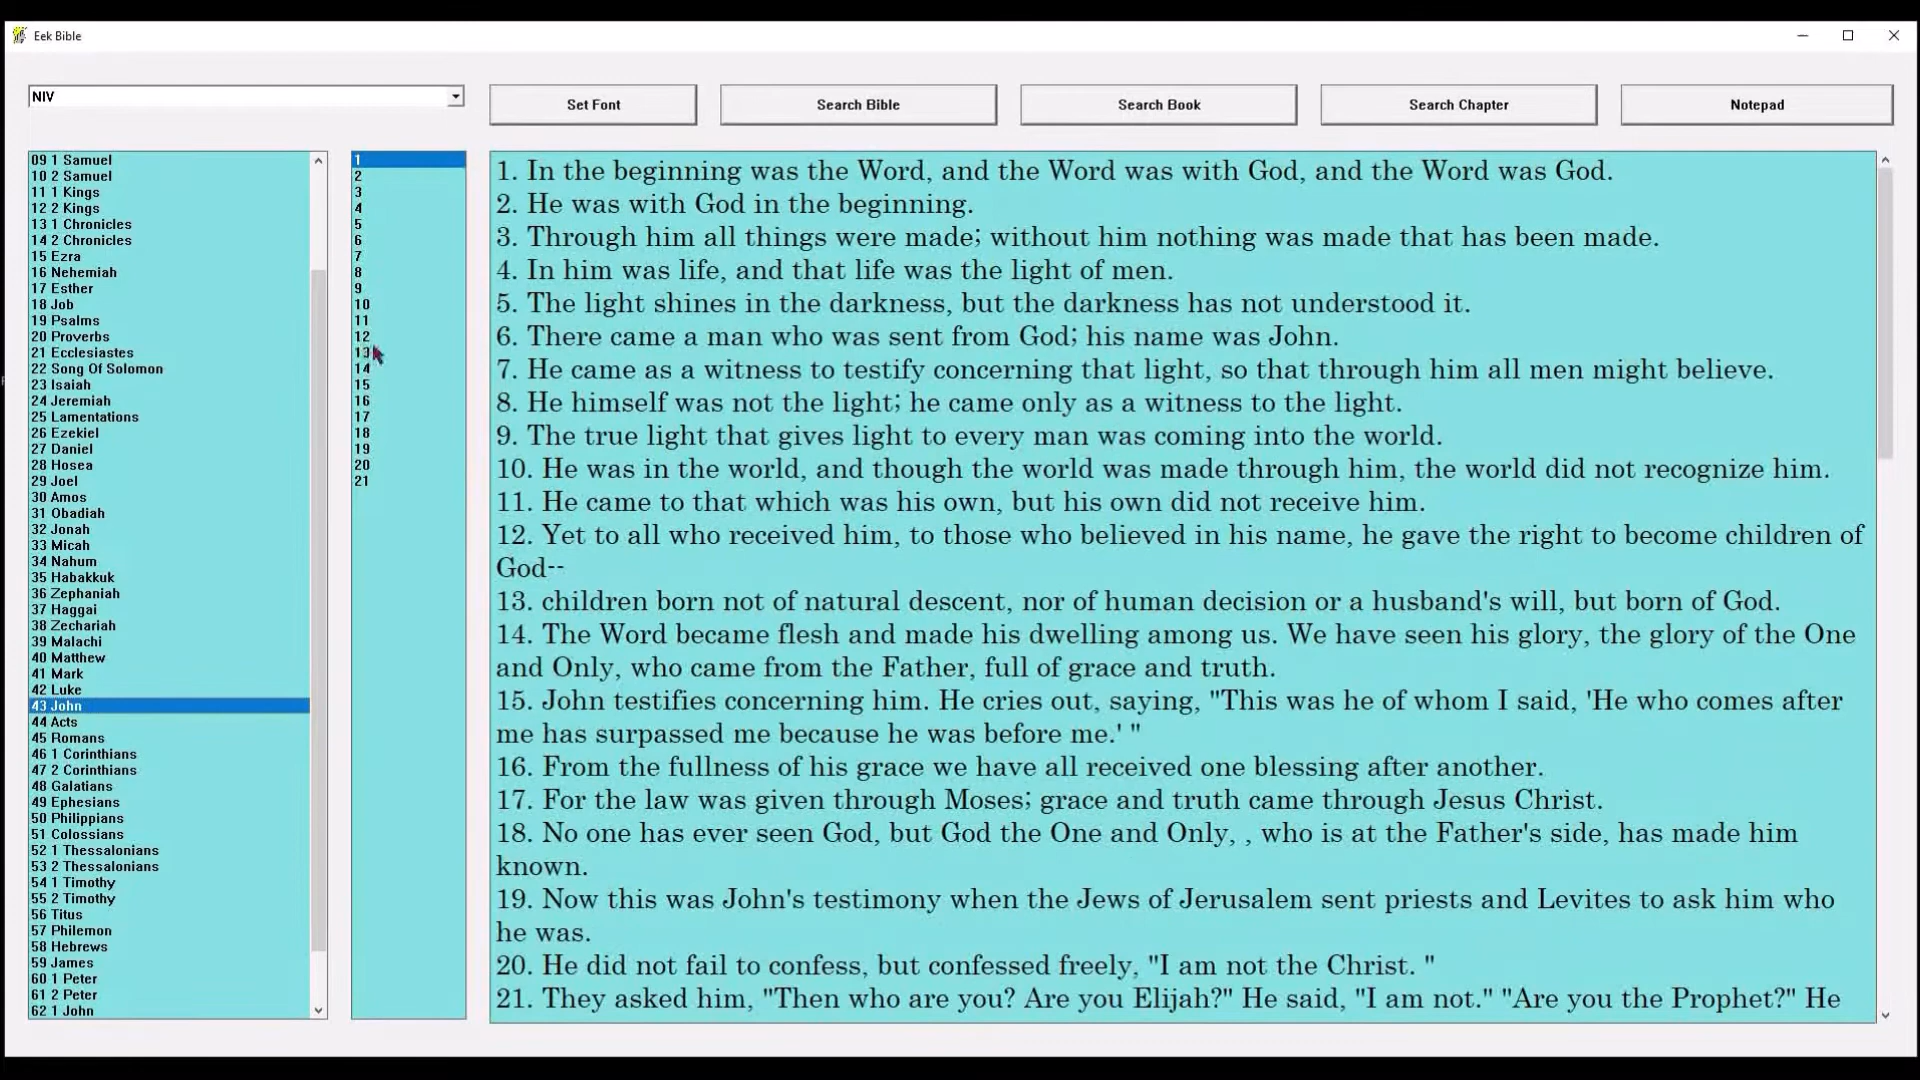 Eek Bible
NIV
Set Font
Search Bible
Search Book
Search Chapter
Notepad
09 1 Samuel
10 2 Samuel
11 1 Kings
12 2 Kings
13 1 Chronicles
14 2 Chronicles
15 Ezra
16 Nehemiah
17 Esther
18 Job
19 Psalms
20 Proverbs
21 Ecclesiastes
22 Song Of Solomon
23 Isaiah
24 Jeremiah
25 Lamentations
26 Ezekiel
27 Daniel
28 Hosea
29 Joel
30 Amos
31 Obadiah
32 Jonah
33 Micah
34 Nahum
35 Habakkuk
36 Zephaniah
37 Haggai
38 Zechariah
39 Malachi
40 Matthew
41 Mark
42 Luke
43 John
44 Acts
45 Romans
46 1 Corinthians
47 2 Corinthians
48 Galatians
49 Ephesians
50 Philippians
51 Colossians
52 1 Thessalonians
53 2 Thessalonians
54 1 Timothy
55 2 Timothy
56 Titus
57 Philemon
58 Hebrews
59 James
60 1 Peter
61 2 Peter
62 1 John
1
2
3
4
5
6
7
8
9
10
11
12
13
14
15
16
17
18
19
20
21
1. In the beginning was the Word, and the Word was with God, and the Word was God.
2. He was with God in the beginning.
3. Through him all things were made; without him nothing was made that has been made.
4. In him was life, and that life was the light of men.
5. The light shines in the darkness, but the darkness has not understood it.
6. There came a man who was sent from God; his name was John.
7. He came as a witness to testify concerning that light, so that through him all men might believe.
8. He himself was not the light; he came only as a witness to the light.
9. The true light that gives light to every man was coming into the world.
10. He was in the world, and though the world was made through him, the world did not recognize him.
11. He came to that which was his own, but his own did not receive him.
12. Yet to all who received him, to those who believed in his name, he gave the right to become children of
God--
13. children born not of natural descent, nor of human decision or a husband's will, but born of God.
14. The Word became flesh and made his dwelling among us. We have seen his glory, the glory of the One
and Only, who came from the Father, full of grace and truth.
15. John testifies concerning him. He cries out, saying, "This was he of whom I said, 'He who comes after
me has surpassed me because he was before me.' "
16. From the fullness of his grace we have all received one blessing after another.
17. For the law was given through Moses; grace and truth came through Jesus Christ.
18. No one has ever seen God, but God the One and Only, , who is at the Father's side, has made him
known.
19. Now this was John's testimony when the Jews of Jerusalem sent priests and Levites to ask him who
he was.
20. He did not fail to confess, but confessed freely, "I am not the Christ. "
21. They asked him, "Then who are you? Are you Elijah?" He said, "I am not." "Are you the Prophet?" He